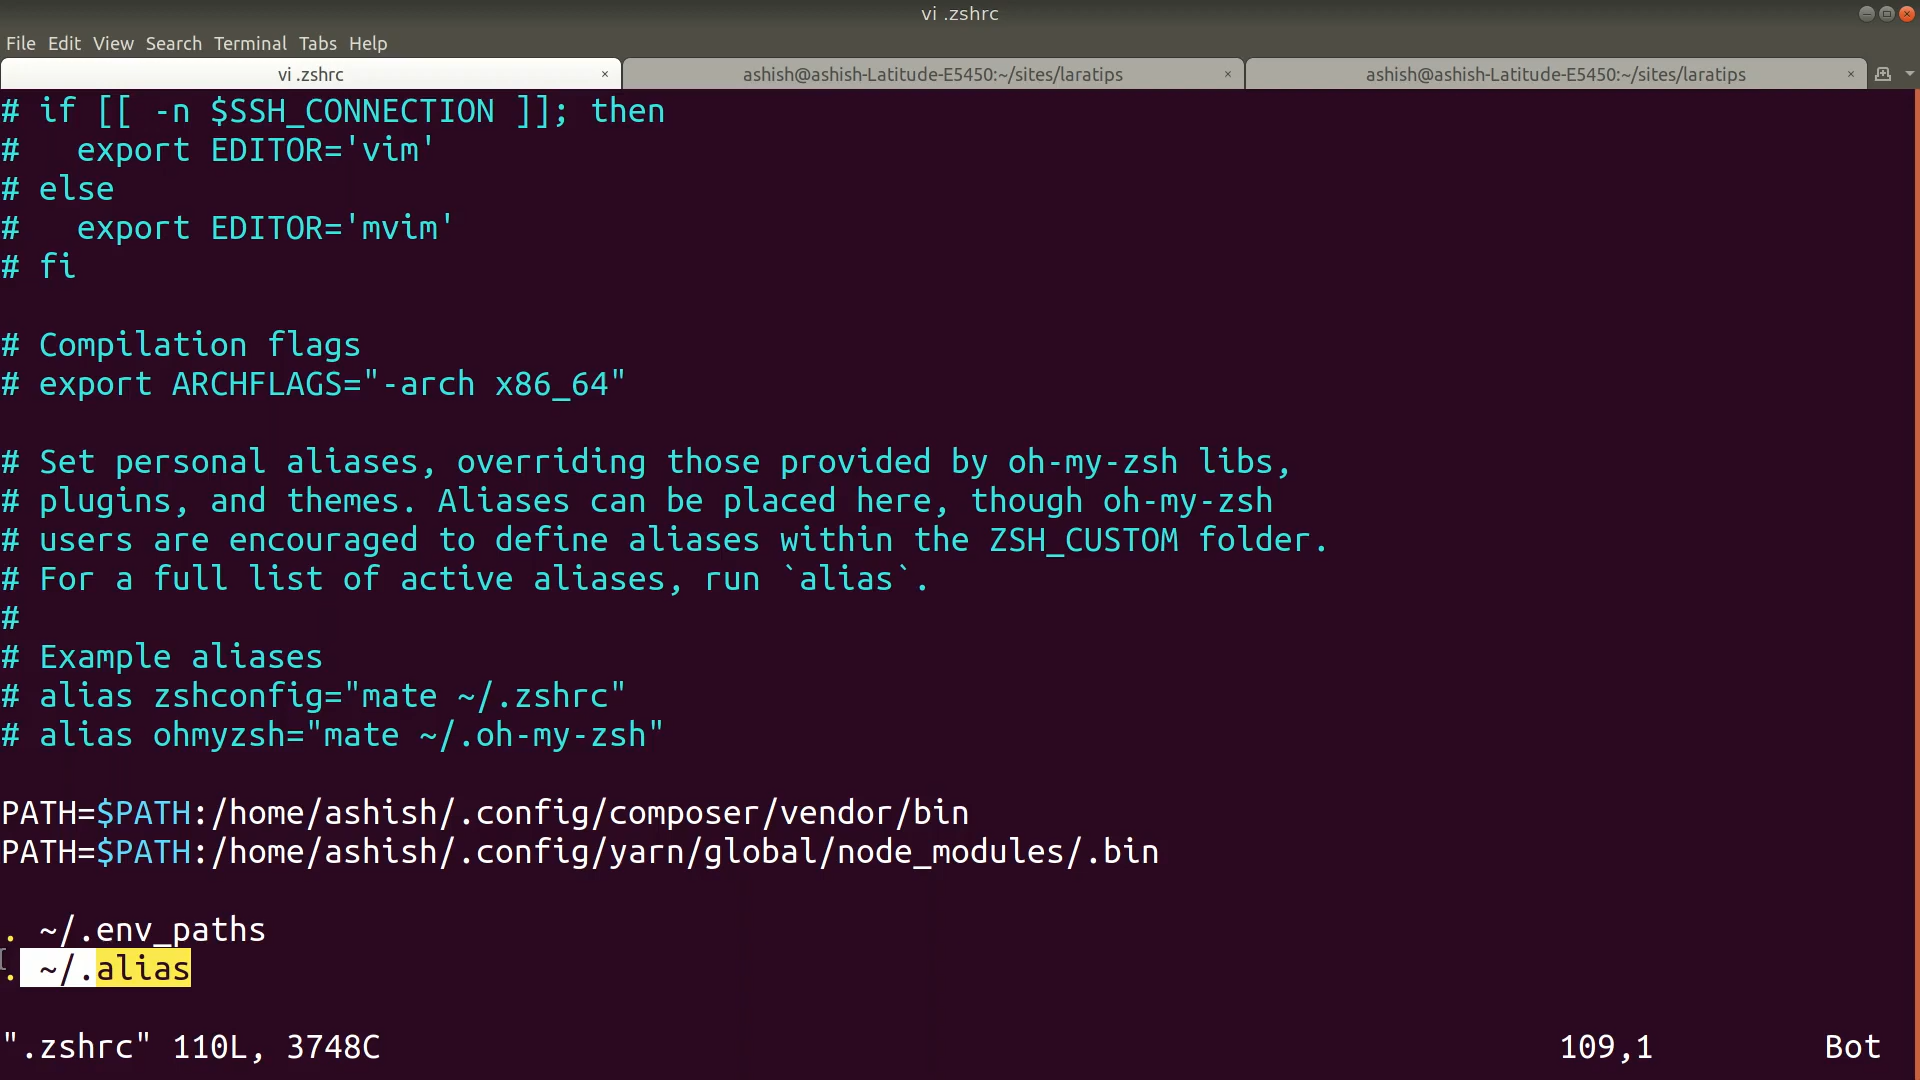 vi .zshrc
File Edit View Search Terminal Tabs Help
vi .zshrc × ashish@ashish-Latitude-E5450:~/sites/laratips × ashish@ashish-Latitude-E5450:~/sites/laratips ×
# if [[ -n $SSH_CONNECTION ]]; then
#   export EDITOR='vim'
# else
#   export EDITOR='mvim'
# fi
# Compilation flags
# export ARCHFLAGS="-arch x86_64"
# Set personal aliases, overriding those provided by oh-my-zsh libs,
# plugins, and themes. Aliases can be placed here, though oh-my-zsh
# users are encouraged to define aliases within the ZSH_CUSTOM folder.
# For a full list of active aliases, run `alias`.
#
# Example aliases
# alias zshconfig="mate ~/.zshrc"
# alias ohmyzsh="mate ~/.oh-my-zsh"
PATH=$PATH:/home/ashish/.config/composer/vendor/bin
PATH=$PATH:/home/ashish/.config/yarn/global/node_modules/.bin
. ~/.env_paths
. ~/.alias
".zshrc" 110L, 3748C 109,1 Bot